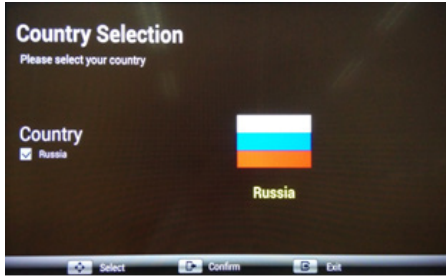 Country Selection
Please select your country
Country
Russia
Russia
Select Confirm Exit